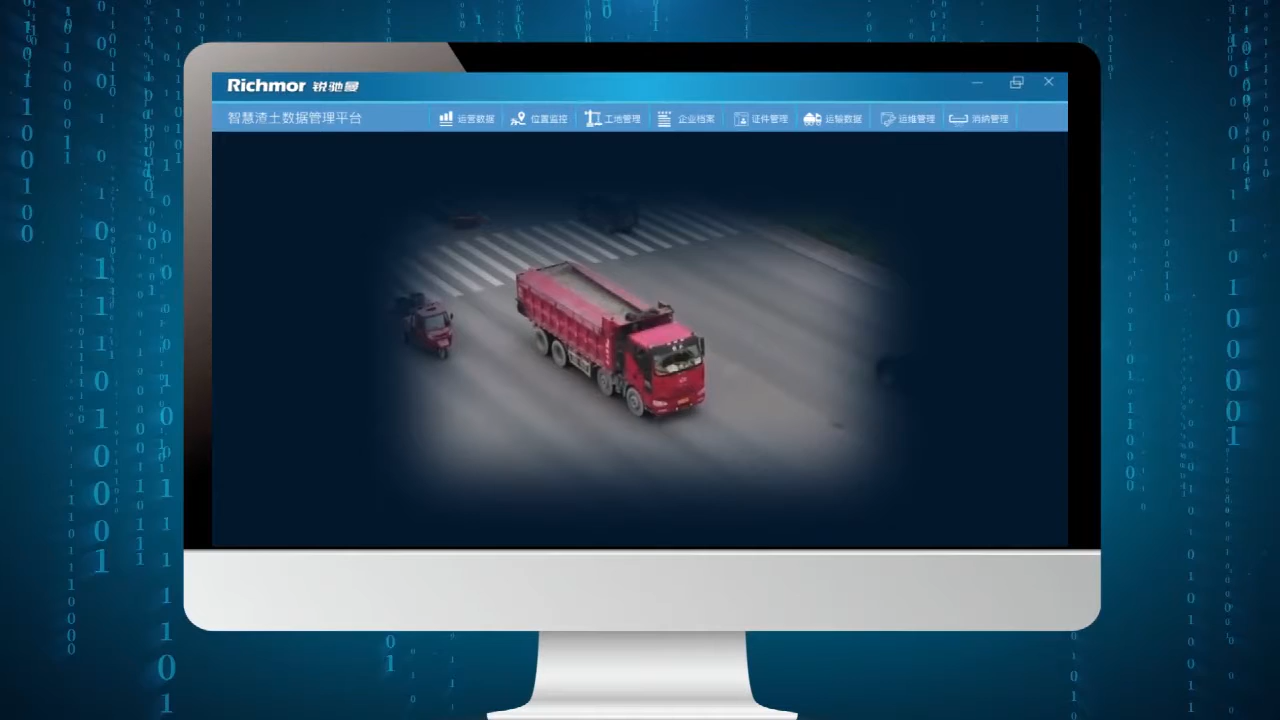 Richmor 锐驰曼
智慧渣土数据管理平台
运营数据 位置监控 工地管理 企业档案 证件管理 运输数据 运维管理 消纳管理